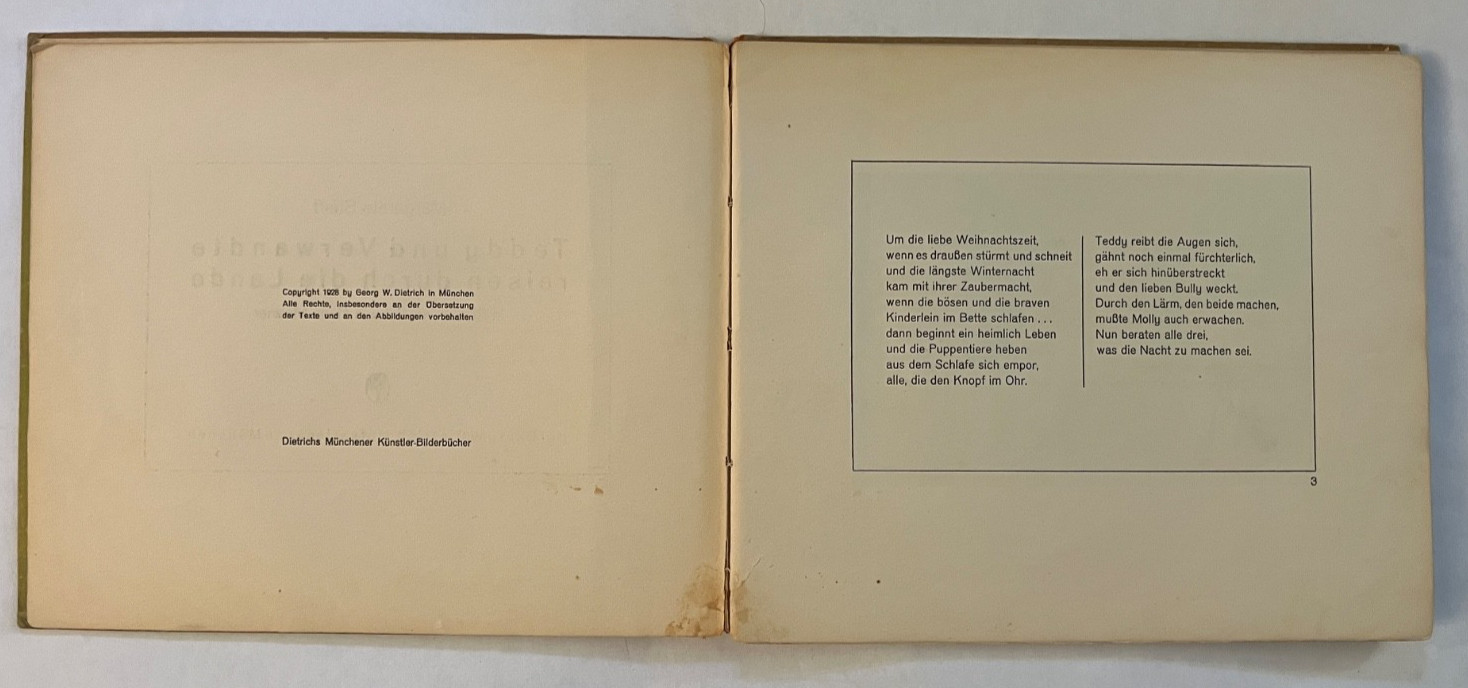 Copyright 1928 by Georg W. Dietrich in München
Alle Rechte, insbesondere an der Übersetzung
der Texte und an den Abbildungen vorbehalten
Dietrichs Münchener Künstler-Bilderbücher
Um die liebe Weihnachtszeit,
wenn es draußen stürmt und schneit
und die längste Winternacht
kam mit ihrer Zaubermacht,
wenn die bösen und die braven
Kinderlein im Bette schlafen . . .
dann beginnt ein heimlich Leben
und die Puppentiere heben
aus dem Schlafe sich empor,
alle, die den Knopf im Ohr.
Teddy reibt die Augen sich,
gähnt noch einmal fürchterlich,
eh er sich hinüberstreckt
und den lieben Bully weckt.
Durch den Lärm, den beide machen,
mußte Molly auch erwachen.
Nun beraten alle drei,
was die Nacht zu machen sei.
3